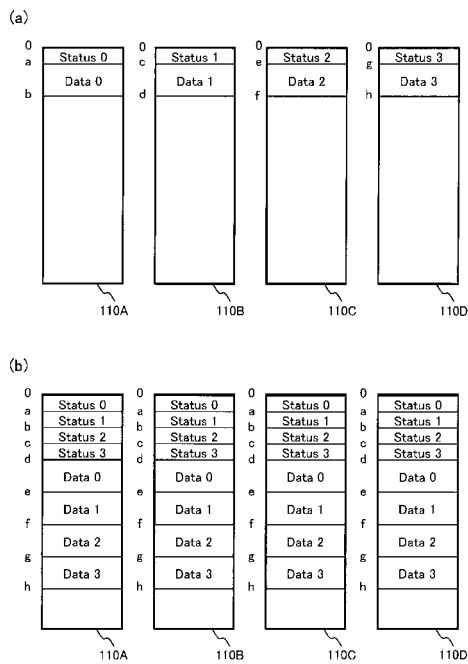 (a)
0 0 0 0
a Status 0 c Status 1 e Status 2 g Status 3
Data 0 Data 1 Data 2 Data 3
b d f h
110A 110B 110C 110D
(b)
0 0 0 0
Status 0 Status 0 Status 0 Status 0
a a a a
Status 1 Status 1 Status 1 Status 1
b b b b
Status 2 Status 2 Status 2 Status 2
c c c c
Status 3 Status 3 Status 3 Status 3
d d d d
Data 0 Data 0 Data 0 Data 0
e e e e
Data 1 Data 1 Data 1 Data 1
f f f f
Data 2 Data 2 Data 2 Data 2
g g g g
Data 3 Data 3 Data 3 Data 3
h h h h
110A 110B 110C 110D